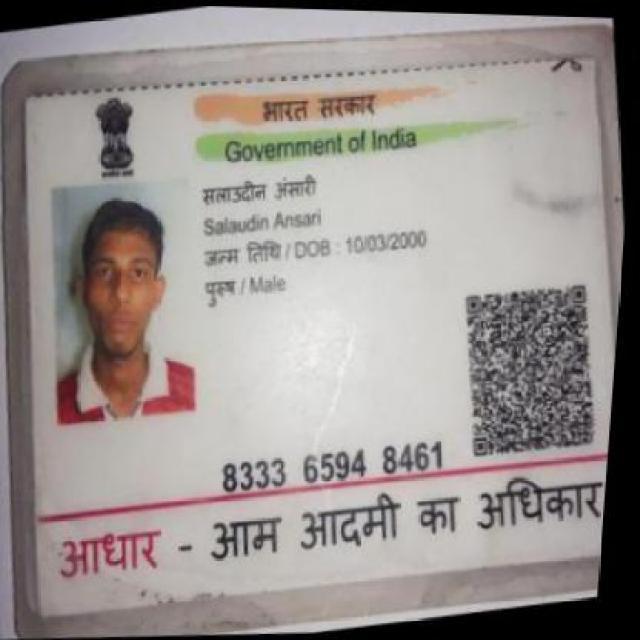 भारत सरकार
Government of India
सलाउदीन अंसारी
Salaudin Ansari
जन्म तिथि / DOB : 10/03/2000
पुरुष / Male
8333 6594 8461
आधार - आम आदमी का अधिकार